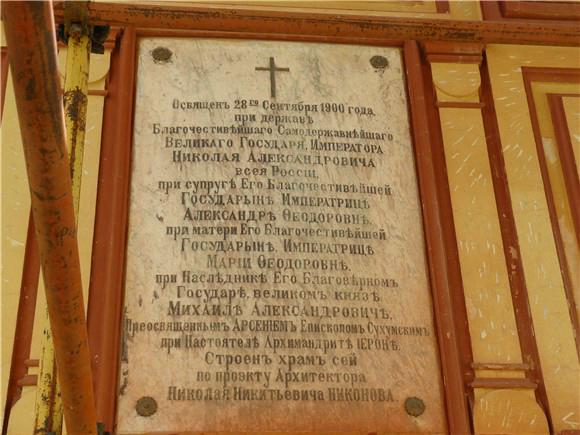 Освященъ 28го Сентября 1900 года,
при державѣ
Благочестивѣйшаго Самодержавнѣйшаго
Великаго Государя, Императора
Николая Александровича
всея России,
при супругѣ Его Благочестивѣйшей
Государынѣ Императрицѣ
Александрѣ Ѳеодоровнѣ,
при матери Его Благочестивѣйшей
Государынѣ, Императрицѣ
Маріи Ѳеодоровнѣ,
при Наслѣдникѣ Его Благовѣрномъ
Государѣ, великомъ князѣ
Михаилѣ Александровичѣ,
Преосвященнымъ Арсеніемъ Епископомъ Сухумскимъ
при Настоятелѣ Архимандритѣ Іеронѣ.
Строенъ храмъ сей
по проэкту Архитектора
Николая Никитьевича Никонова.